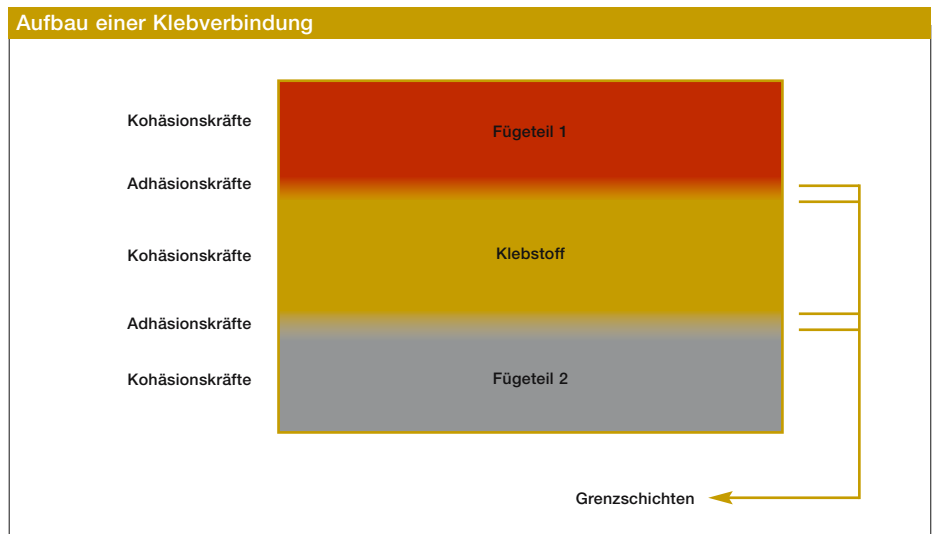 Aufbau einer Klebverbindung
Kohäsionskräfte
Fügeteil 1
Adhäsionskräfte
Kohäsionskräfte
Klebstoff
Adhäsionskräfte
Kohäsionskräfte
Fügeteil 2
Grenzschichten